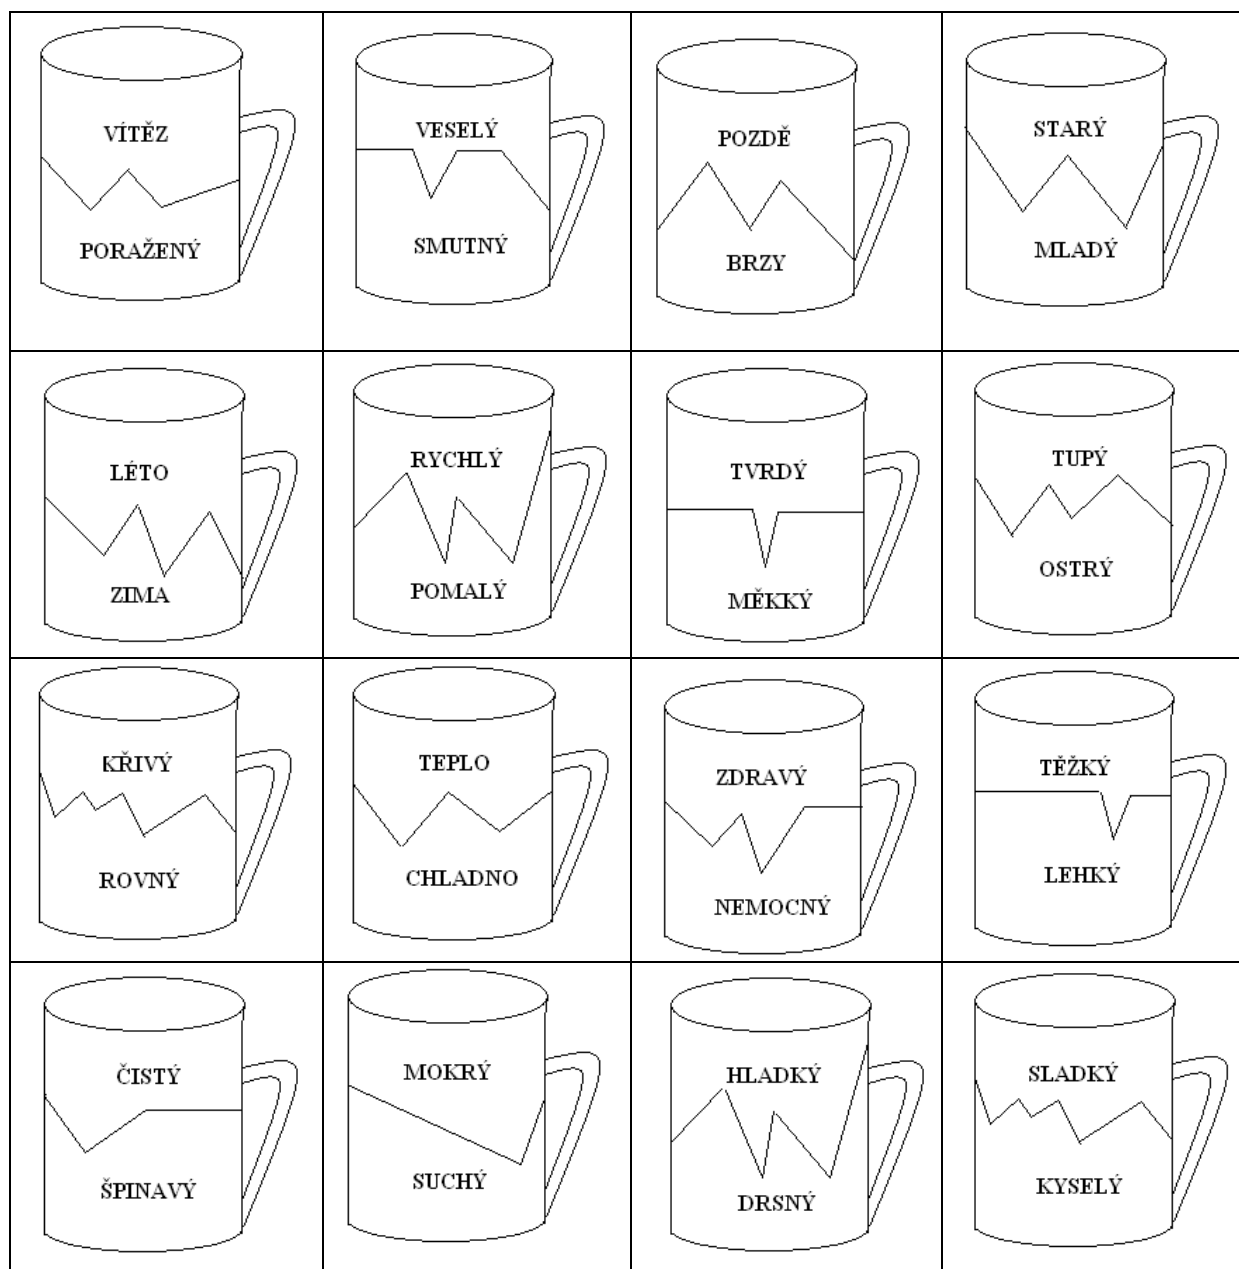 VÍTĚZ
PORAŽENÝ
VESELÝ
SMUTNÝ
POZDĚ
BRZY
STARÝ
MLADÝ
LÉTO
ZIMA
RYCHLÝ
POMALÝ
TVRDÝ
MĚKKÝ
TUPÝ
OSTRÝ
KŘIVÝ
ROVNÝ
TEPLO
CHLADNO
ZDRAVÝ
NEMOCNÝ
TĚŽKÝ
LEHKÝ
ČISTÝ
ŠPINAVÝ
MOKRÝ
SUCHÝ
HLADKÝ
DRSNÝ
SLADKÝ
KYSELÝ